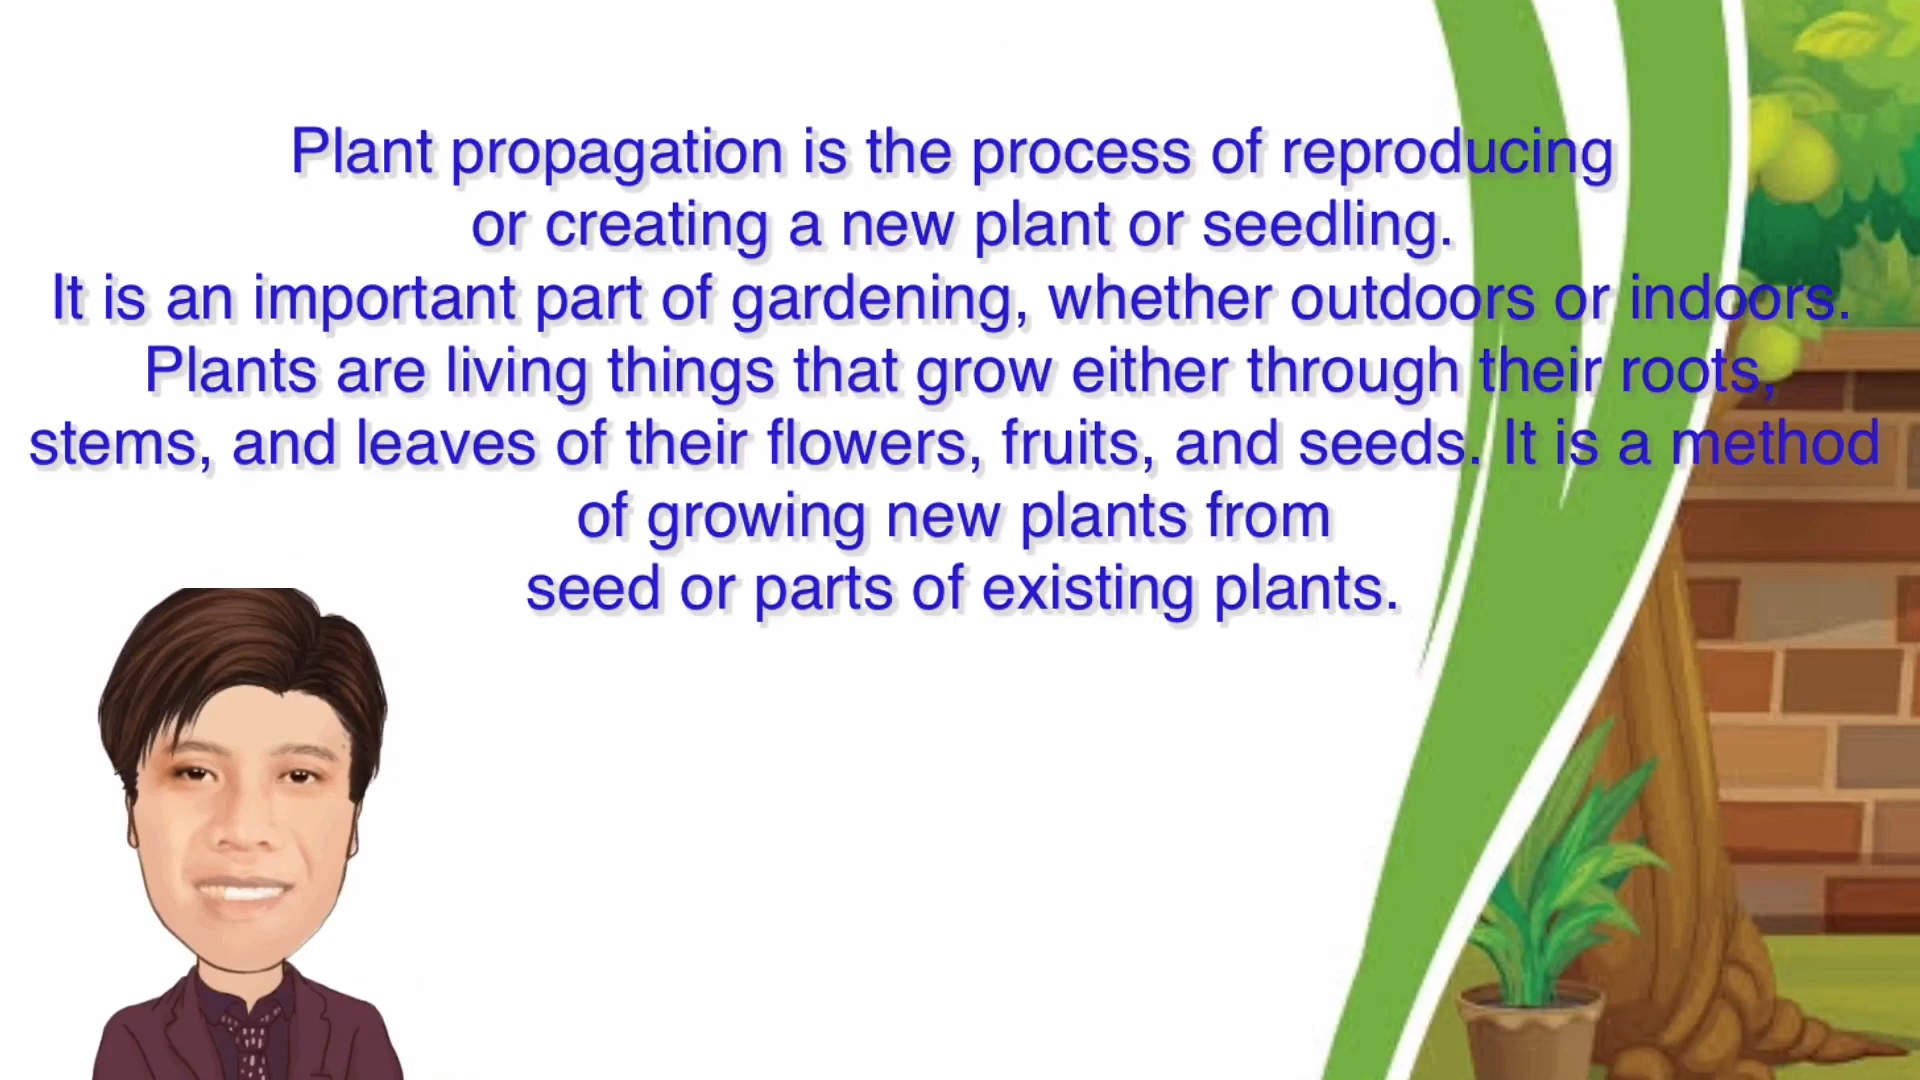 Plant propagation is the process of reproducing
or creating a new plant or seedling.
It is an important part of gardening, whether outdoors or indoors.
Plants are living things that grow either through their roots,
stems, and leaves of their flowers, fruits, and seeds. It is a method
of growing new plants from
seed or parts of existing plants.